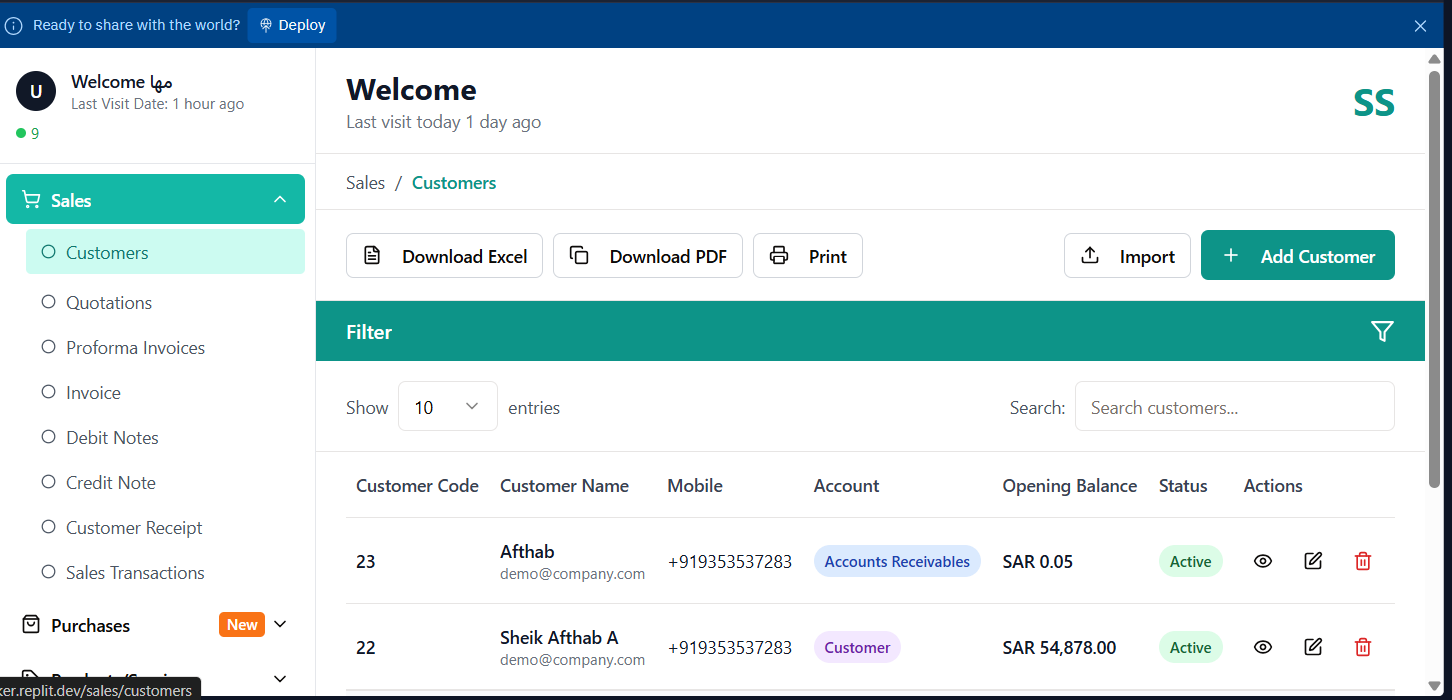 Ready to share with the world? Deploy
U
Welcome مها
Last Visit Date: 1 hour ago
9
Sales
Customers
Quotations
Proforma Invoices
Invoice
Debit Notes
Credit Note
Customer Receipt
Sales Transactions
Purchases New
ker.replit.dev/sales/customers
Welcome
Last visit today 1 day ago
SS
Sales / Customers
Download Excel Download PDF Print Import + Add Customer
Filter
Show 10 entries Search: Search customers...
Customer Code Customer Name Mobile Account Opening Balance Status Actions
23 Afthab +919353537283 Accounts Receivables SAR 0.05 Active
demo@company.com
22 Sheik Afthab A +919353537283 Customer SAR 54,878.00 Active
demo@company.com